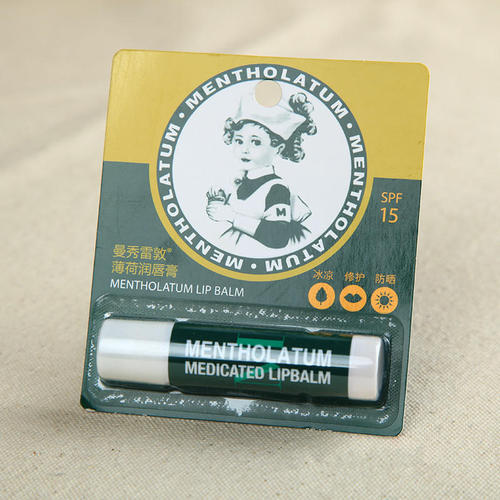 MENTHOLATUM · MENTHOLATUM · MENTHOLATUM · MENTHOLATUM ·
M
SPF
15
曼秀雷敦®
薄荷润唇膏
MENTHOLATUM LIP BALM
冰凉 修护 防晒
MENTHOLATUM
MEDICATED LIPBALM